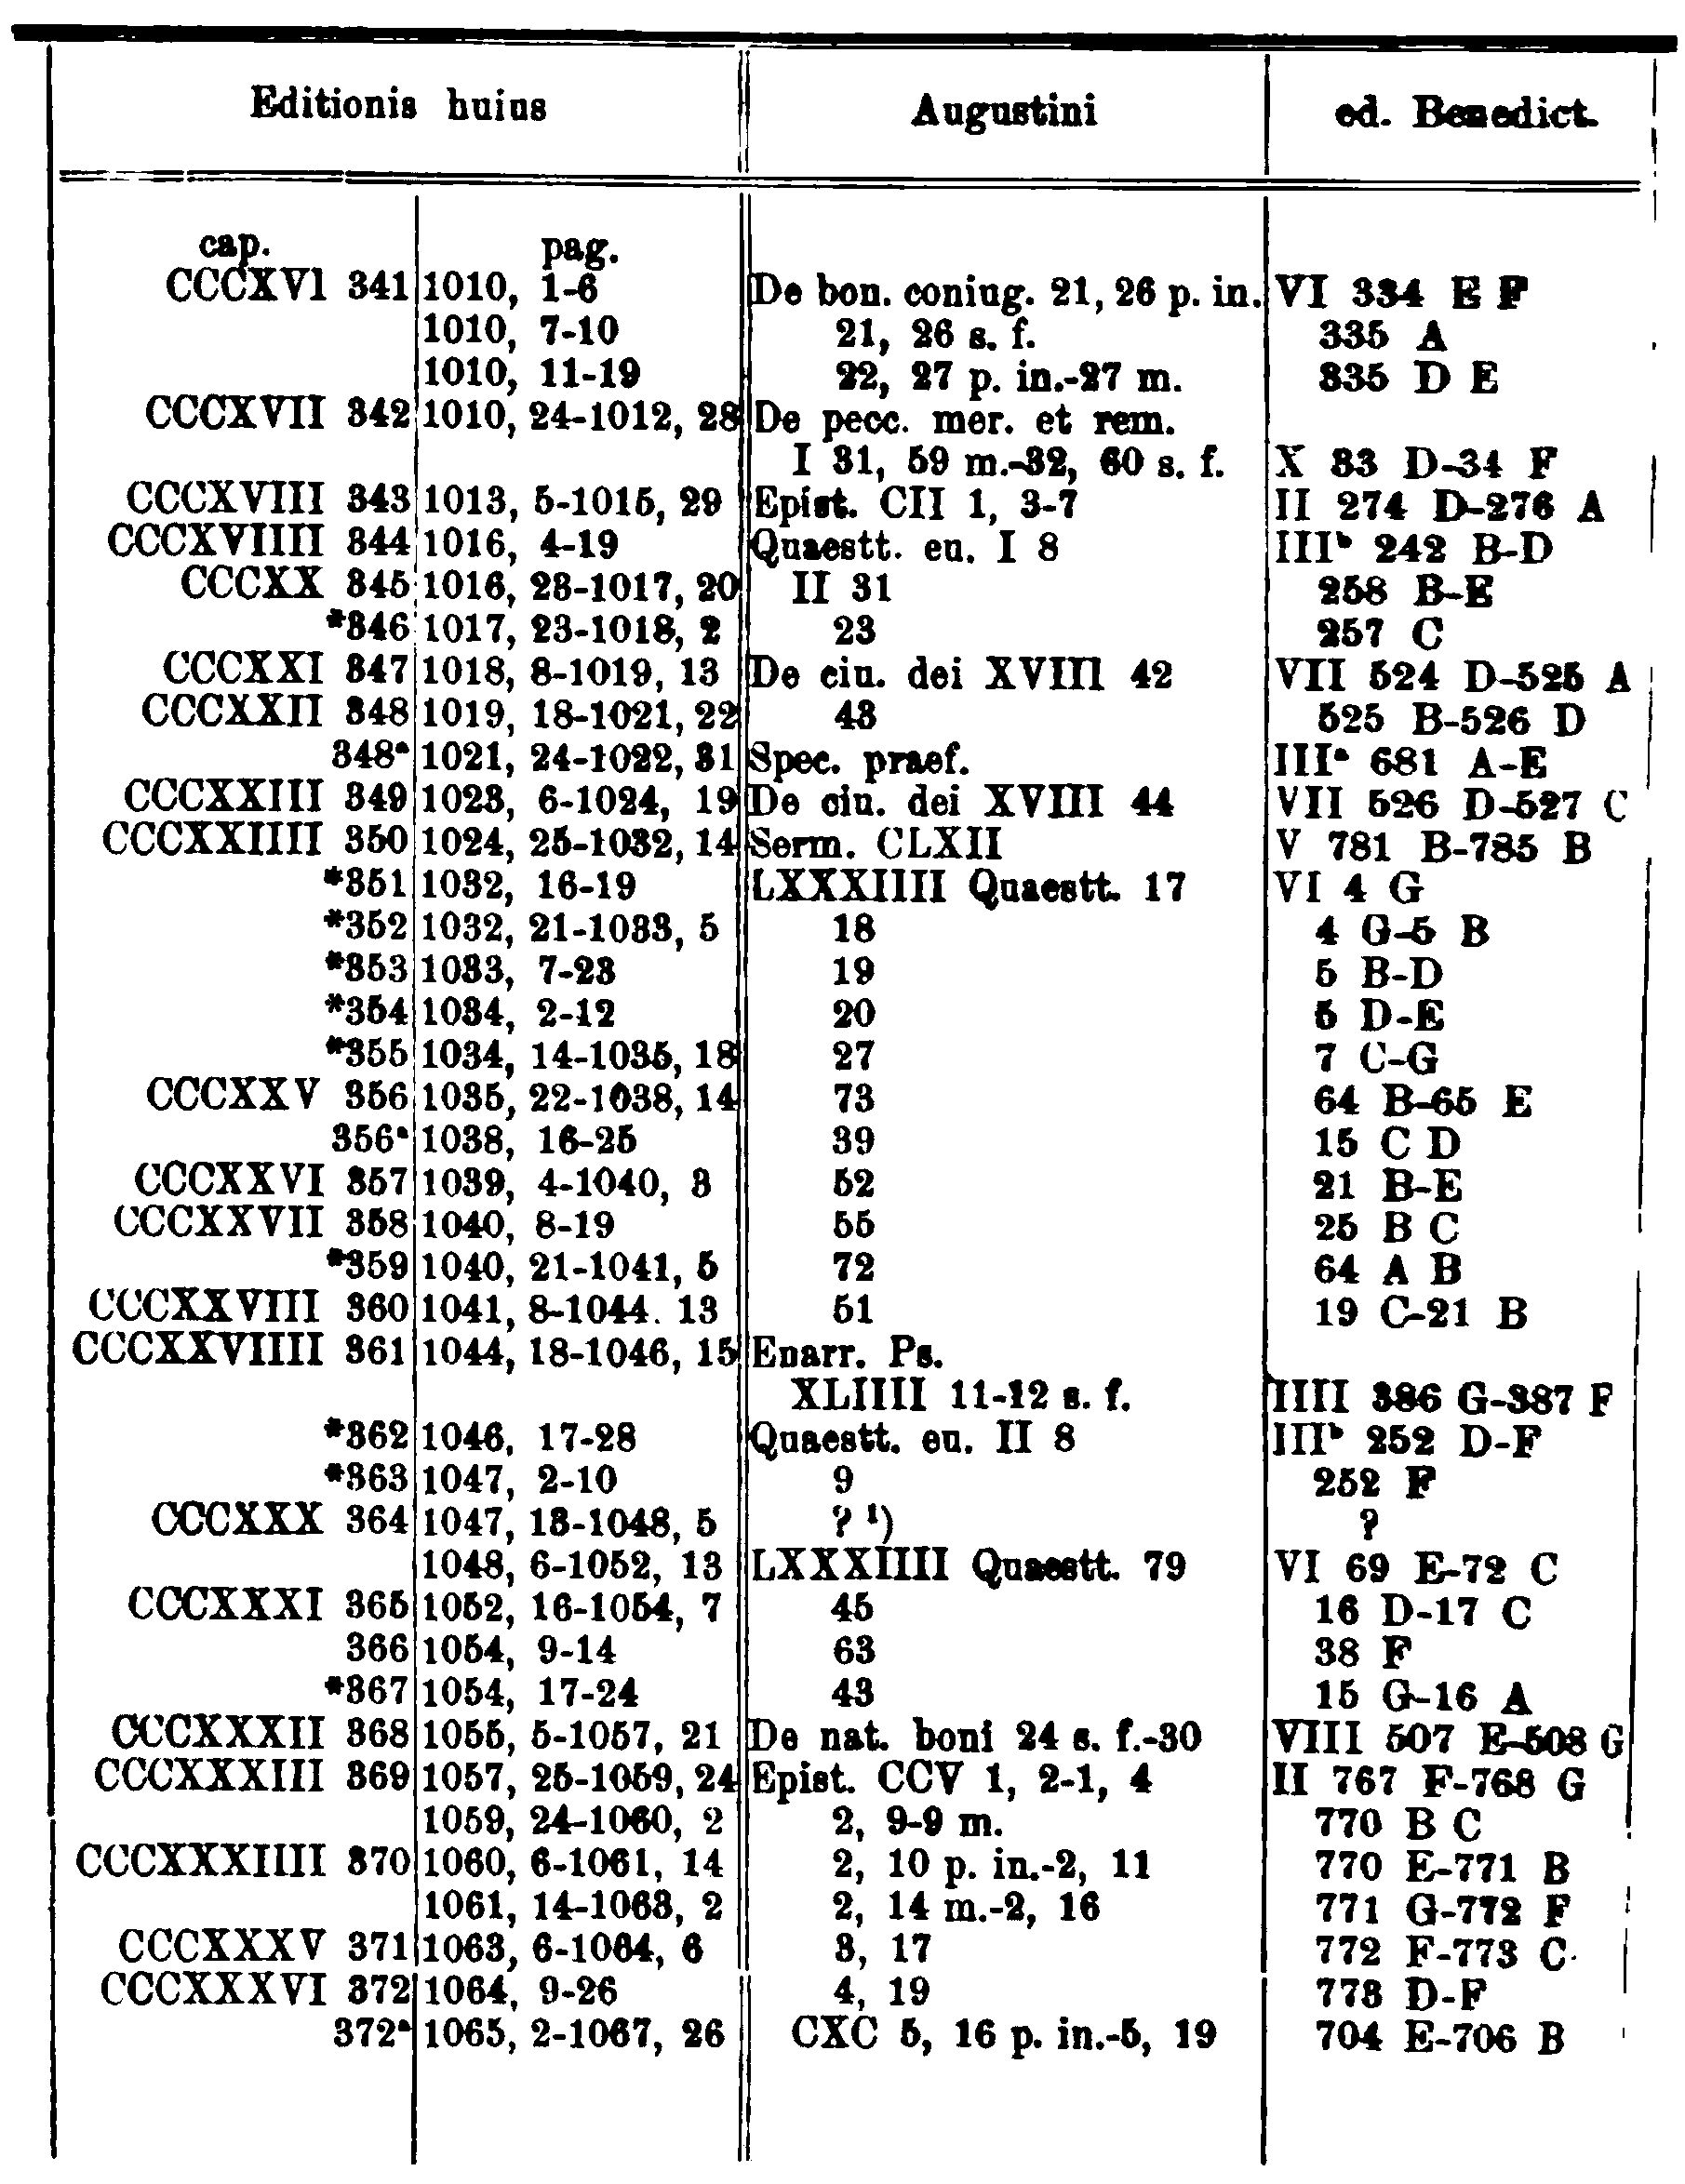 Editionis huius Augustini ed. Benedict.
cap. pag.
CCCXVI 341 1010, 1-6 De bon. coniug. 21, 26 p. in. VI 334 E F
1010, 7-10 21, 26 s. f. 335 A
1010, 11-19 22, 27 p. in.-27 m. 335 D E
CCCXVII 342 1010, 24-1012, 28 De pecc. mer. et rem.
I 31, 59 m.-32, 60 s. f. X 33 D-34 F
CCCXVIII 343 1013, 5-1015, 29 Epist. CII 1, 3-7 II 274 D-276 A
CCCXVIIII 344 1016, 4-19 Quaestt. eu. I 8 IIIᵇ 242 B-D
CCCXX 345 1016, 23-1017, 20 II 31 258 B-E
*346 1017, 23-1018, 2 23 257 C
CCCXXI 347 1018, 8-1019, 13 De ciu. dei XVIII 42 VII 524 D-525 A
CCCXXII 348 1019, 18-1021, 22 43 525 B-526 D
348ᵃ 1021, 24-1022, 31 Spec. praef. IIIᵃ 681 A-E
CCCXXIII 349 1023, 6-1024, 19 De ciu. dei XVIII 44 VII 526 D-527 C
CCCXXIIII 350 1024, 25-1032, 14 Serm. CLXII V 781 B-785 B
*351 1032, 16-19 LXXXIIII Quaestt. 17 VI 4 G
*352 1032, 21-1033, 5 18 4 G-5 B
*353 1033, 7-23 19 5 B-D
*354 1034, 2-12 20 5 D-E
*355 1034, 14-1035, 18 27 7 C-G
CCCXXV 356 1035, 22-1038, 14 73 64 B-65 E
356ᵃ 1038, 16-25 39 15 C D
CCCXXVI 357 1039, 4-1040, 3 52 21 B-E
CCCXXVII 358 1040, 8-19 55 25 B C
*359 1040, 21-1041, 5 72 64 A B
CCCXXVIII 360 1041, 8-1044. 13 51 19 C-21 B
CCCXXVIIII 361 1044, 18-1046, 15 Enarr. Ps.
XLIIII 11-12 s. f. IIII 386 G-387 F
*362 1046, 17-28 Quaestt. eu. II 8 IIIᵇ 252 D-F
*363 1047, 2-10 9 252 F
CCCXXX 364 1047, 13-1048, 5 ? ¹) ?
1048, 6-1052, 13 LXXXIIII Quaestt. 79 VI 69 E-72 C
CCCXXXI 365 1052, 16-1054, 7 45 16 D-17 C
366 1054, 9-14 63 38 F
*367 1054, 17-24 43 15 G-16 A
CCCXXXII 368 1055, 5-1057, 21 De nat. boni 24 s. f.-30 VIII 507 E-508 G
CCCXXXIII 369 1057, 25-1059, 24 Epist. CCV 1, 2-1, 4 II 767 F-768 G
1059, 24-1060, 2 2, 9-9 m. 770 B C
CCCXXXIIII 370 1060, 6-1061, 14 2, 10 p. in.-2, 11 770 E-771 B
1061, 14-1063, 2 2, 14 m.-2, 16 771 G-772 F
CCCXXXV 371 1063, 6-1064, 6 3, 17 772 F-773 C
CCCXXXVI 372 1064, 9-26 4, 19 773 D-F
372ᵃ 1065, 2-1067, 26 CXC 5, 16 p. in.-5, 19 704 E-706 B